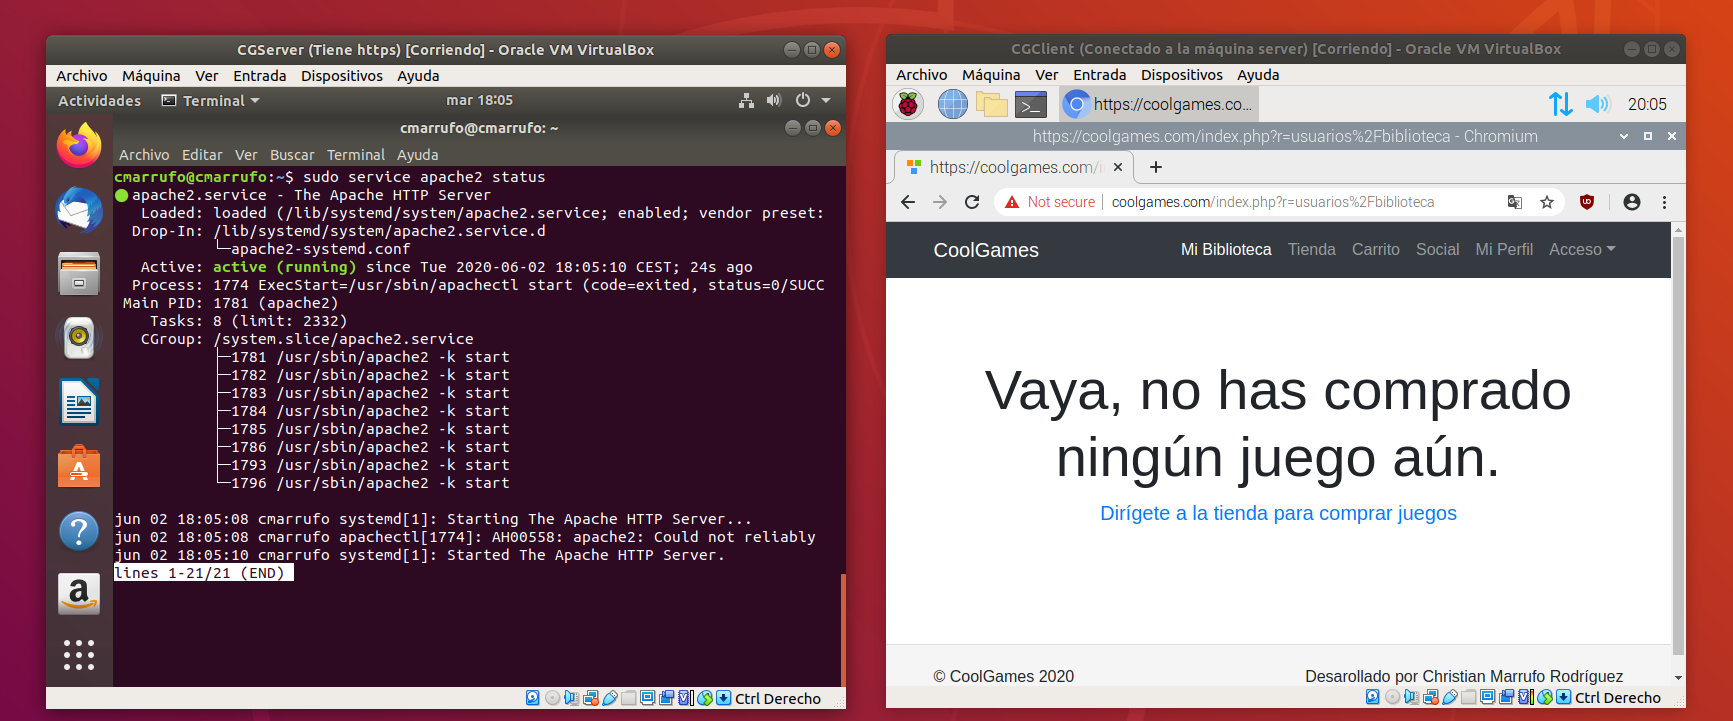 CGServer (Tiene https) [Corriendo] - Oracle VM VirtualBox
Archivo Máquina Ver Entrada Dispositivos Ayuda
Actividades Terminal mar 18:05
cmarrufo@cmarrufo: ~
Archivo Editar Ver Buscar Terminal Ayuda
cmarrufo@cmarrufo:~$ sudo service apache2 status
apache2.service - The Apache HTTP Server
Loaded: loaded (/lib/systemd/system/apache2.service; enabled; vendor preset:
Drop-In: /lib/systemd/system/apache2.service.d
└─apache2-systemd.conf
Active: active (running) since Tue 2020-06-02 18:05:10 CEST; 24s ago
Process: 1774 ExecStart=/usr/sbin/apachectl start (code=exited, status=0/SUCC
Main PID: 1781 (apache2)
Tasks: 8 (limit: 2332)
CGroup: /system.slice/apache2.service
├─1781 /usr/sbin/apache2 -k start
├─1782 /usr/sbin/apache2 -k start
├─1783 /usr/sbin/apache2 -k start
├─1784 /usr/sbin/apache2 -k start
├─1785 /usr/sbin/apache2 -k start
├─1786 /usr/sbin/apache2 -k start
├─1793 /usr/sbin/apache2 -k start
└─1796 /usr/sbin/apache2 -k start
jun 02 18:05:08 cmarrufo systemd[1]: Starting The Apache HTTP Server...
jun 02 18:05:08 cmarrufo apachectl[1774]: AH00558: apache2: Could not reliably
jun 02 18:05:10 cmarrufo systemd[1]: Started The Apache HTTP Server.
lines 1-21/21 (END)
Ctrl Derecho
CGClient (Conectado a la máquina server) [Corriendo] - Oracle VM VirtualBox
Archivo Máquina Ver Entrada Dispositivos Ayuda
https://coolgames.co... 20:05
https://coolgames.com/index.php?r=usuarios%2Fbiblioteca - Chromium
https://coolgames.com/i
Not secure | coolgames.com/index.php?r=usuarios%2Fbiblioteca
CoolGames Mi Biblioteca Tienda Carrito Social Mi Perfil Acceso
Vaya, no has comprado
ningún juego aún.
Dirígete a la tienda para comprar juegos
© CoolGames 2020 Desarollado por Christian Marrufo Rodríguez
Ctrl Derecho